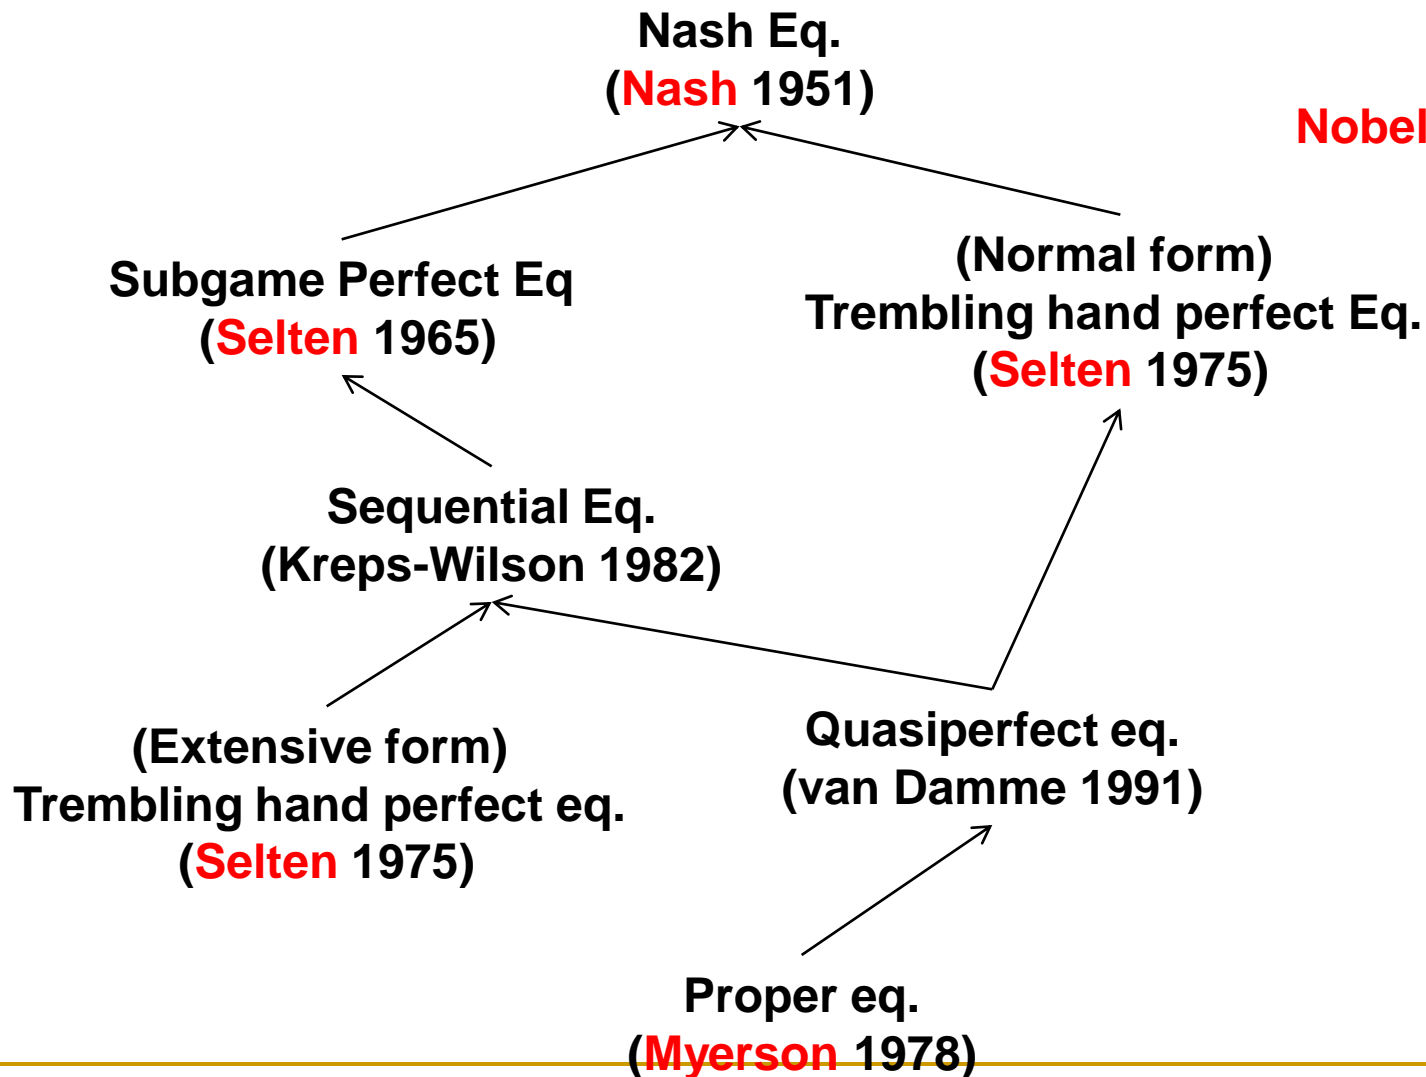 Nash Eq.
(Nash 1951)
Nobel
Subgame Perfect Eq
(Selten 1965)
(Normal form)
Trembling hand perfect Eq.
(Selten 1975)
Sequential Eq.
(Kreps-Wilson 1982)
(Extensive form)
Trembling hand perfect eq.
(Selten 1975)
Quasiperfect eq.
(van Damme 1991)
Proper eq.
(Myerson 1978)